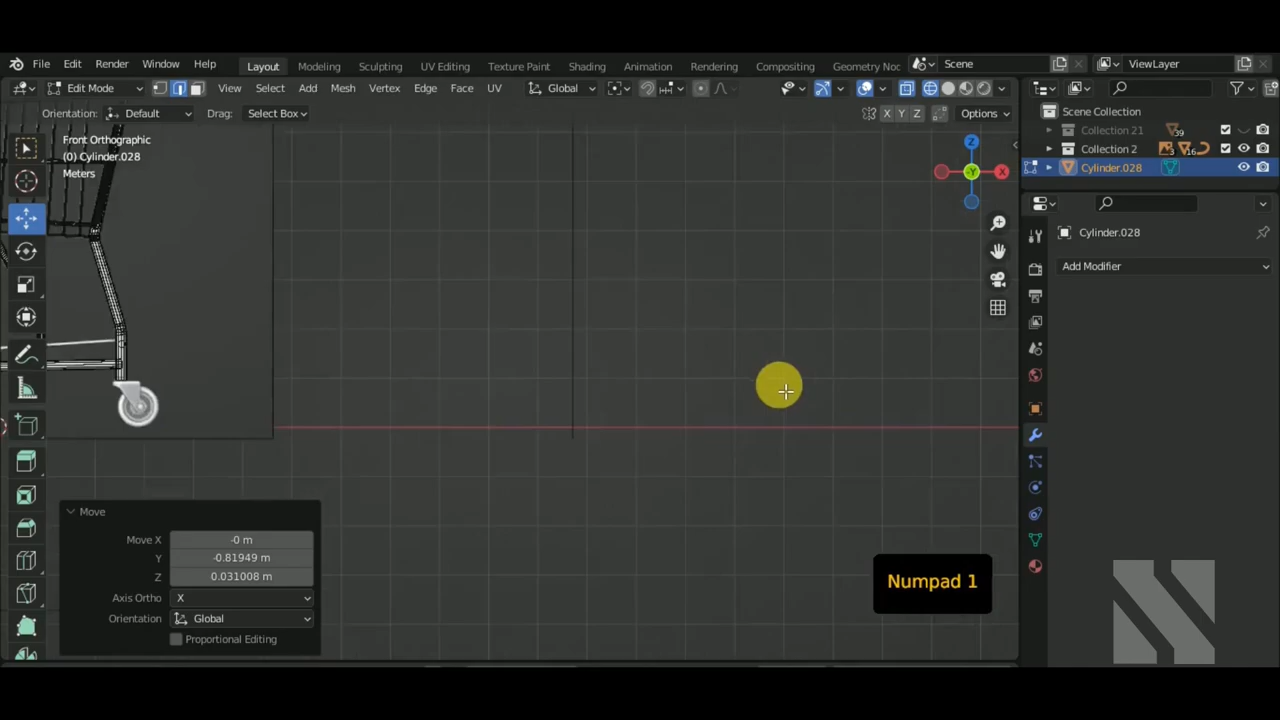 File Edit Render Window Help Layout Modeling Sculpting UV Editing Texture Paint Shading Animation Rendering Compositing Geometry Noc Scene ViewLayer
Edit Mode View Select Add Mesh Vertex Edge Face UV Global
Orientation: Default Drag: Select Box X Y Z Options
Front Orthographic
(0) Cylinder.028
Meters
Z
X
-Y
Scene Collection
Collection 21 39
Collection 2 3 16
Cylinder.028
Cylinder.028
Add Modifier
Move
Move X -0 m
Y -0.81949 m
Z 0.031008 m
Axis Ortho X
Orientation Global
Proportional Editing
Numpad 1